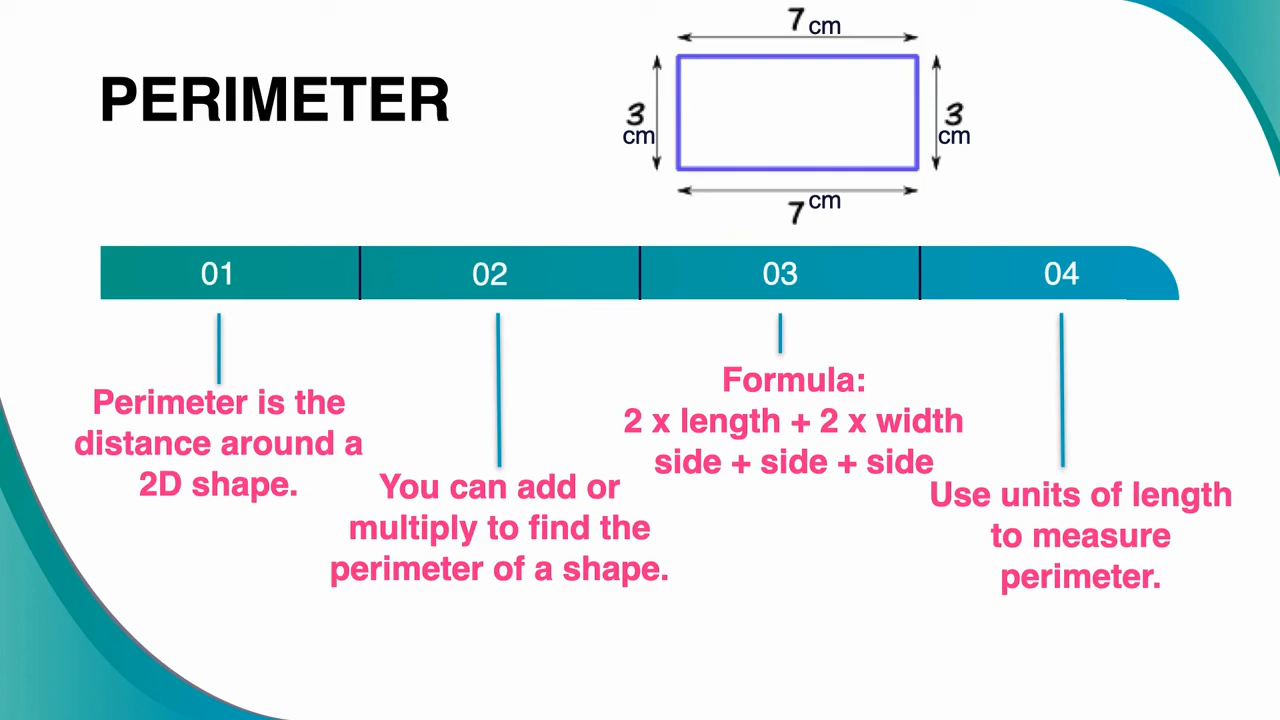 7 cm
PERIMETER
3
cm
3
cm
7 cm
01
02
03
04
Perimeter is the
distance around a
2D shape.
You can add or
multiply to find the
perimeter of a shape.
Formula:
2 x length + 2 x width
side + side + side
Use units of length
to measure
perimeter.